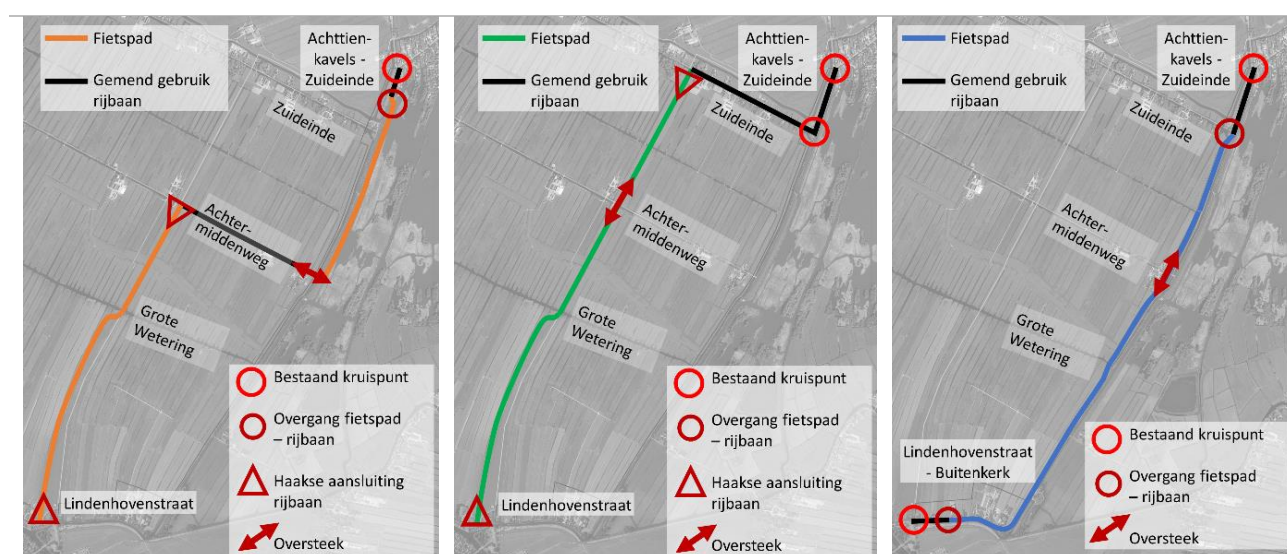 Fietspad
Gemend gebruik
rijbaan
Achttien-
kavels -
Zuideinde
Zuideinde
Achter-
middenweg
Grote
Wetering
Lindenhovenstraat
Bestaand kruispunt
Overgang fietspad
– rijbaan
Haakse aansluiting
rijbaan
Oversteek
Fietspad
Gemend gebruik
rijbaan
Achttien-
kavels -
Zuideinde
Zuideinde
Achter-
middenweg
Grote
Wetering
Lindenhovenstraat
Bestaand kruispunt
Overgang fietspad
– rijbaan
Haakse aansluiting
rijbaan
Oversteek
Fietspad
Gemend gebruik
rijbaan
Achttien-
kavels -
Zuideinde
Zuideinde
Achter-
middenweg
Grote
Wetering
Lindenhovenstraat
- Buitenkerk
Bestaand kruispunt
Overgang fietspad
– rijbaan
Oversteek